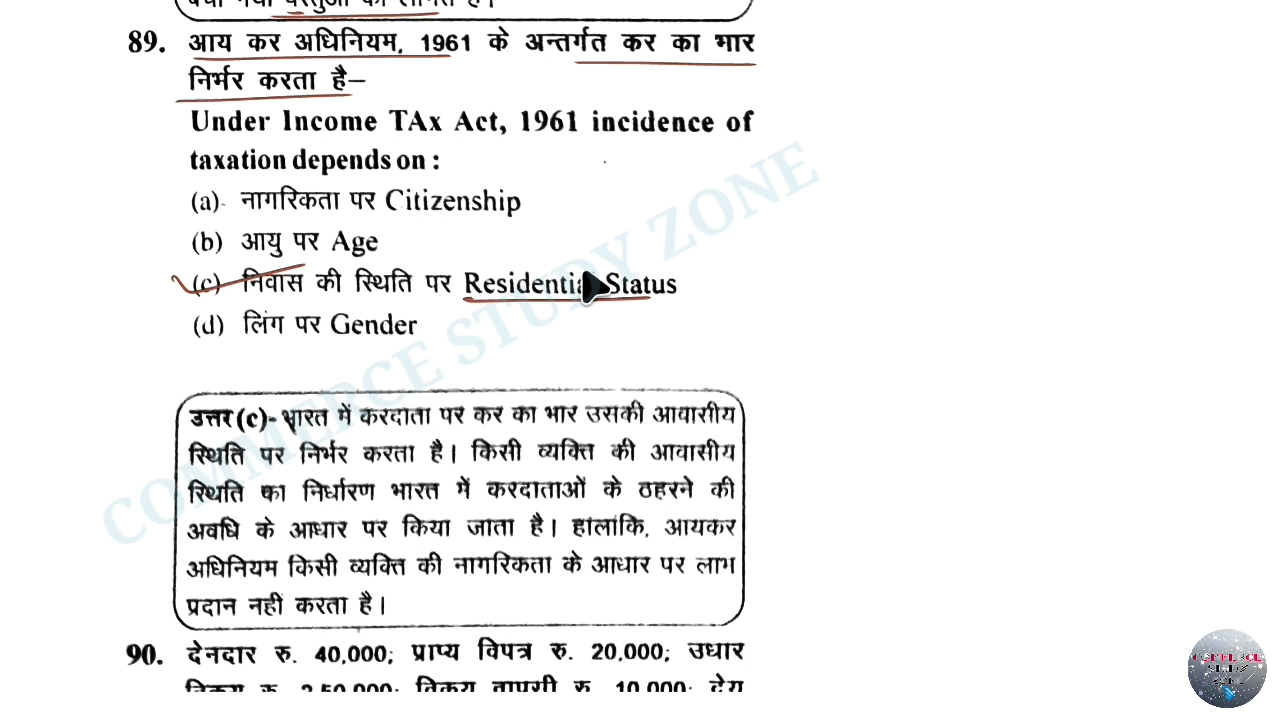 89. आय कर अधिनियम, 1961 के अन्तर्गत कर का भार
निर्भर करता है–
Under Income TAx Act, 1961 incidence of
taxation depends on :
(a) नागरिकता पर Citizenship
(b) आयु पर Age
(c) निवास की स्थिति पर Residential Status
(d) लिंग पर Gender
उत्तर (c)- भारत में करदाता पर कर का भार उसकी आवासीय
स्थिति पर निर्भर करता है। किसी व्यक्ति की आवासीय
स्थिति का निर्धारण भारत में करदाताओं के ठहरने की
अवधि के आधार पर किया जाता है। हालांकि, आयकर
अधिनियम किसी व्यक्ति की नागरिकता के आधार पर लाभ
प्रदान नहीं करता है।
90. देनदार रु. 40,000; प्राप्य विपत्र रु. 20,000; उधार
COMMERCE STUDY ZONE